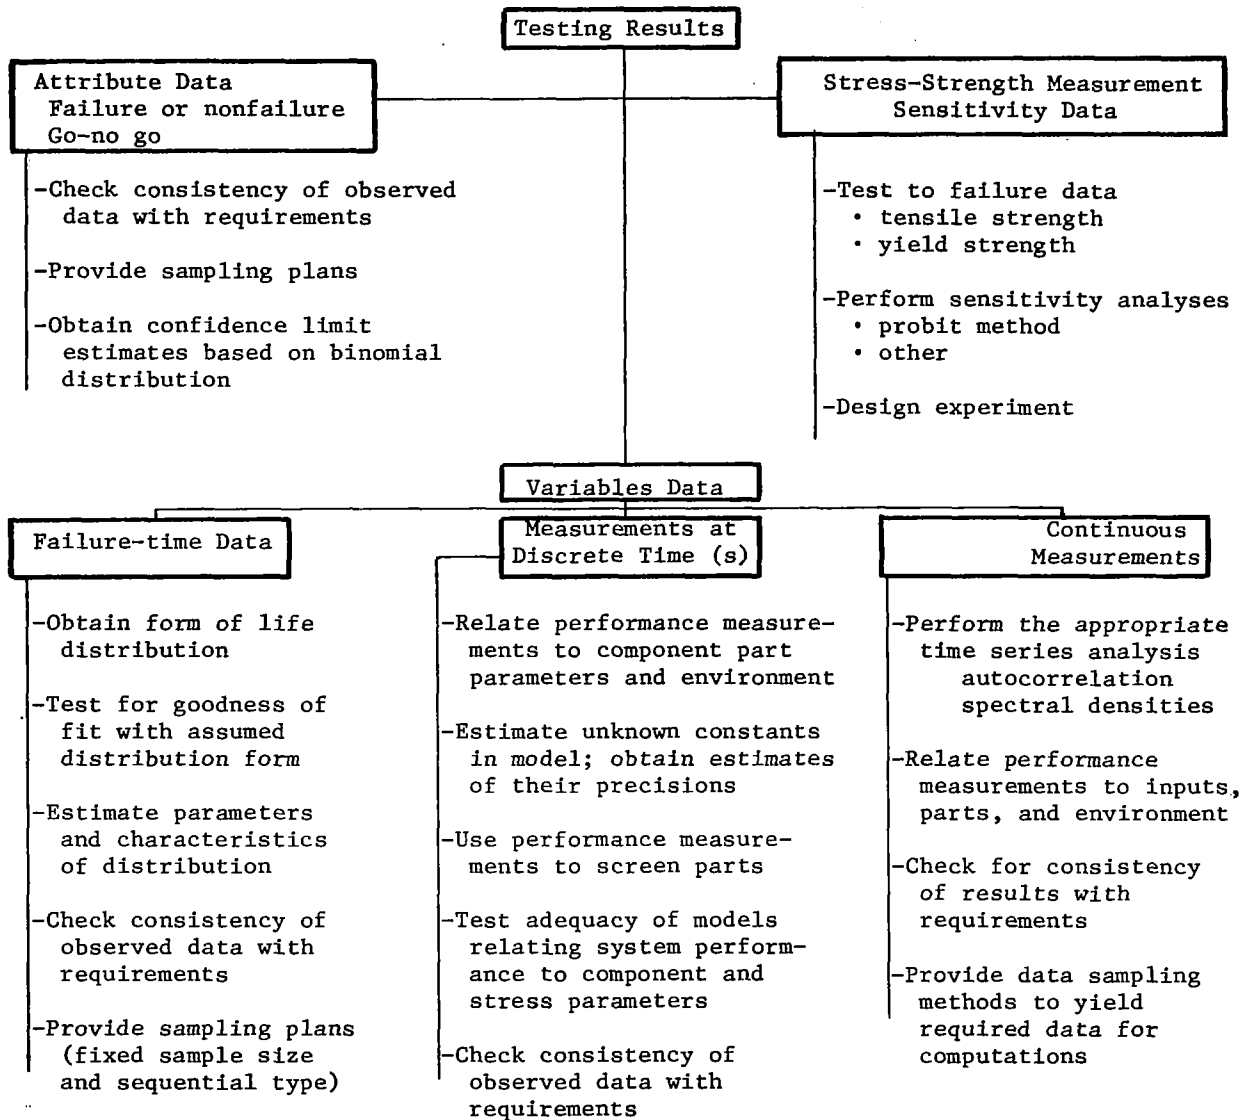 Testing Results
Attribute Data
Failure or nonfailure
Go-no go
-Check consistency of observed
data with requirements
-Provide sampling plans
-Obtain confidence limit
estimates based on binomial
distribution
Stress-Strength Measurement
Sensitivity Data
-Test to failure data
• tensile strength
• yield strength
-Perform sensitivity analyses
• probit method
• other
-Design experiment
Variables Data
Failure-time Data
-Obtain form of life
distribution
-Test for goodness of
fit with assumed
distribution form
-Estimate parameters
and characteristics
of distribution
-Check consistency of
observed data with
requirements
-Provide sampling plans
(fixed sample size
and sequential type)
Measurements at
Discrete Time (s)
-Relate performance measure-
ments to component part
parameters and environment
-Estimate unknown constants
in model; obtain estimates
of their precisions
-Use performance measure-
ments to screen parts
-Test adequacy of models
relating system perform-
ance to component and
stress parameters
-Check consistency of
observed data with
requirements
Continuous
Measurements
-Perform the appropriate
time series analysis
autocorrelation
spectral densities
-Relate performance
measurements to inputs,
parts, and environment
-Check for consistency
of results with
requirements
-Provide data sampling
methods to yield
required data for
computations